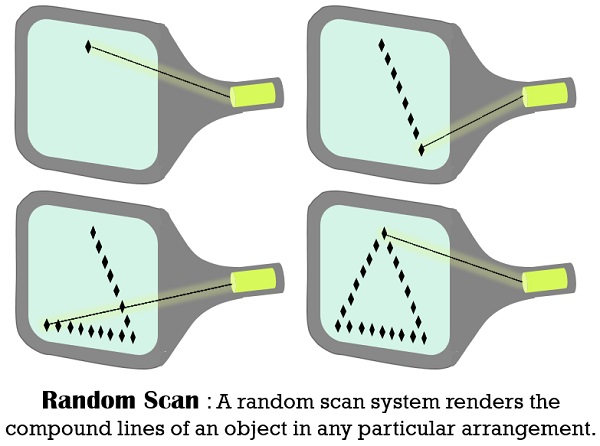 Random Scan : A random scan system renders the
compound lines of an object in any particular arrangement.